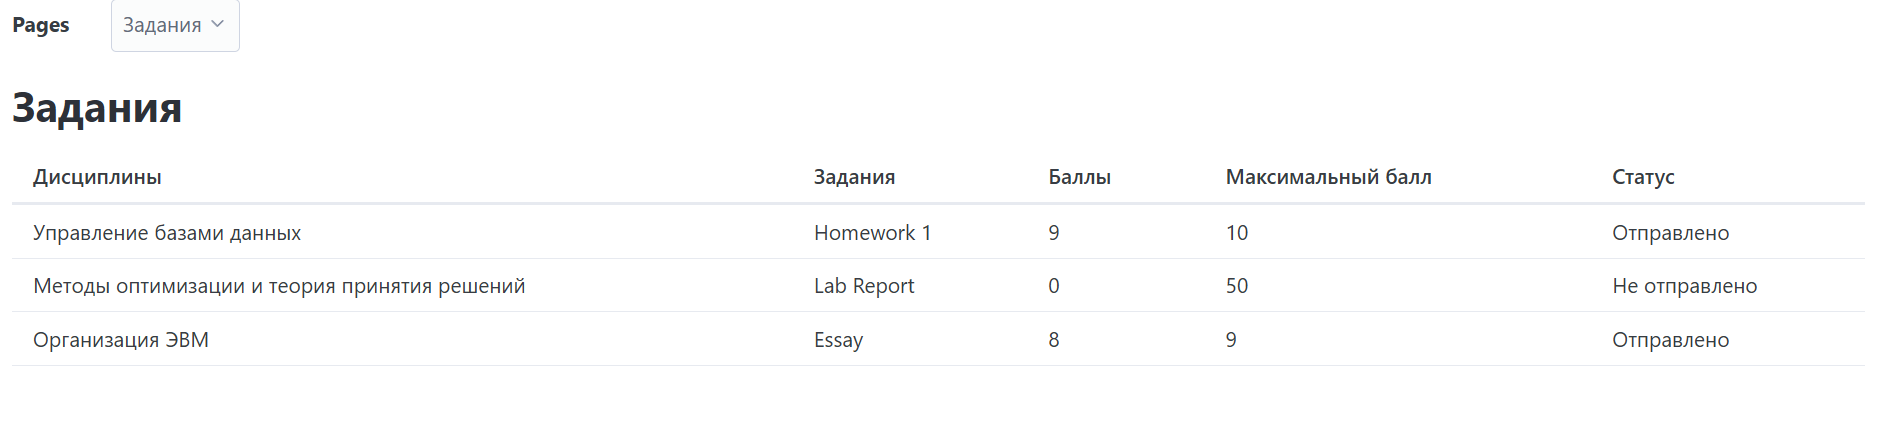 Pages Задания
Задания
Дисциплины Задания Баллы Максимальный балл Статус
Управление базами данных Homework 1 9 10 Отправлено
Методы оптимизации и теория принятия решений Lab Report 0 50 Не отправлено
Организация ЭВМ Essay 8 9 Отправлено